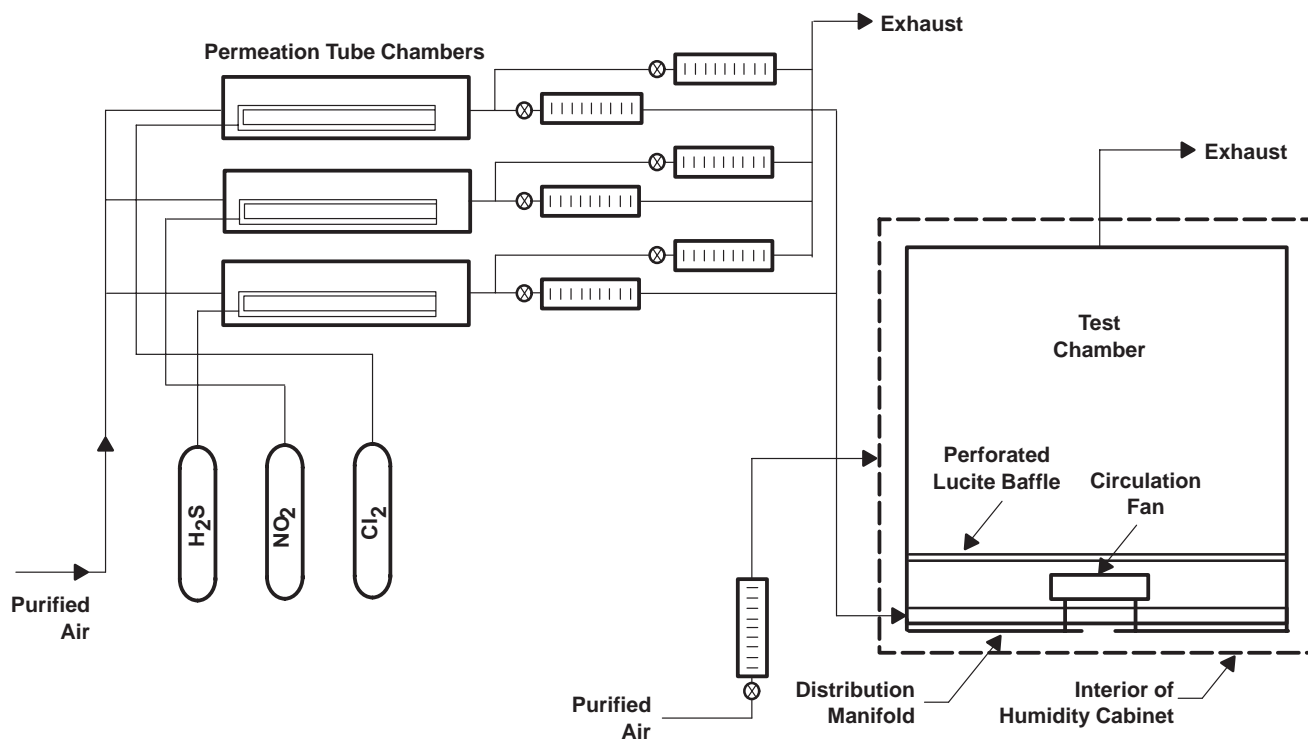 Exhaust
Permeation Tube Chambers
Exhaust
Test
Chamber
Perforated
Lucite Baffle
Circulation
Fan
H2S
NO2
Cl2
Purified
Air
Distribution
Manifold
Interior of
Humidity Cabinet
Purified
Air